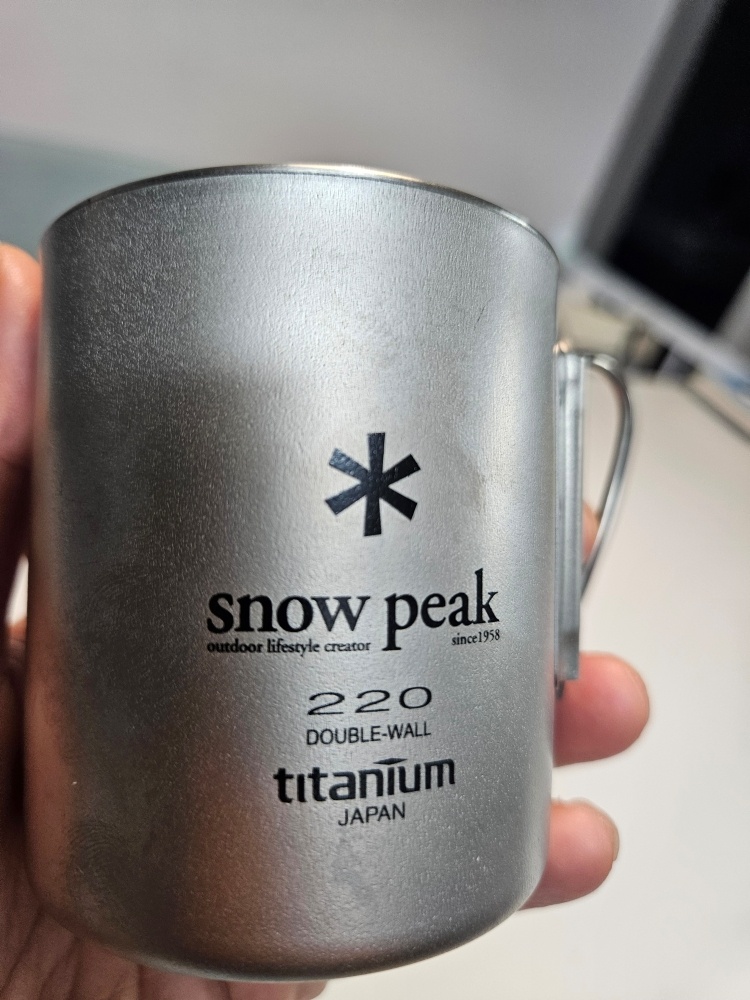 snow peak
outdoor lifestyle creator since1958
220
DOUBLE-WALL
titanium
JAPAN